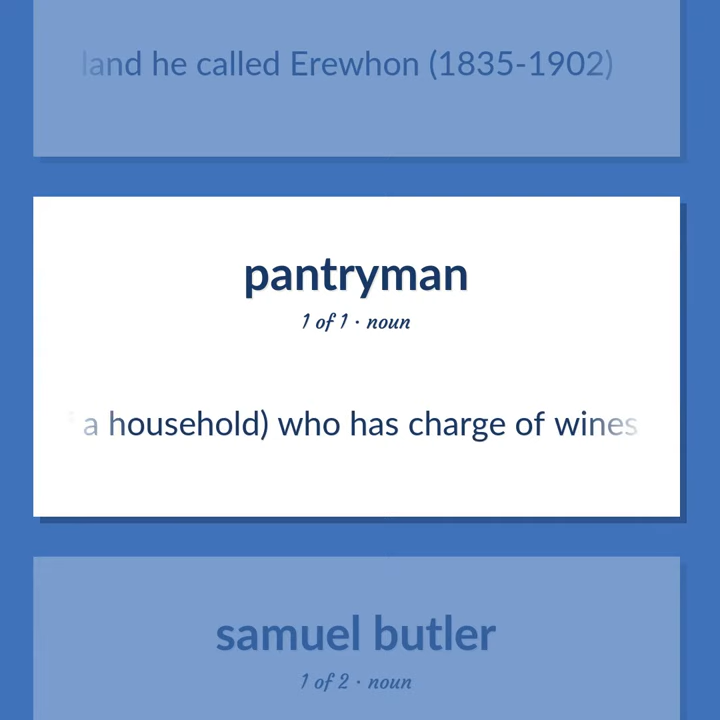 land he called Erewhon (1835-1902)
pantryman
1 of 1 · noun
a household) who has charge of wines
samuel butler
1 of 2 · noun